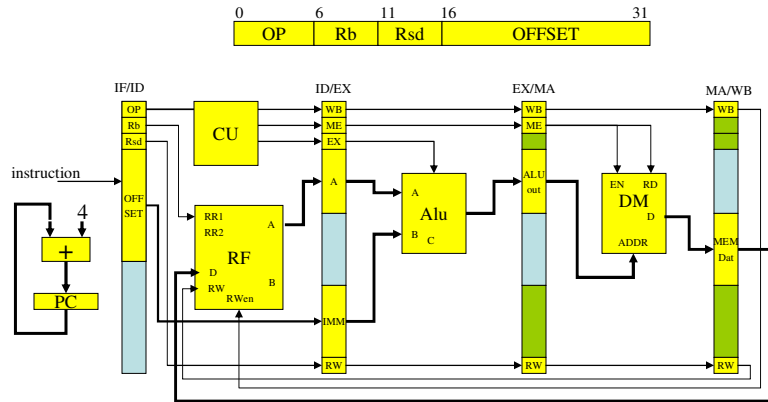 0 6 11 16 31
OP Rb Rsd OFFSET
IF/ID ID/EX EX/MA MA/WB
OP
Rb
Rsd
OFF
SET
CU
WB
ME
EX
WB
ME
WB
instruction
4
+
PC
RR1
RR2
A
RF
D
RW
B
RWen
A
IMM
RW
A
Alu
B
C
ALU
out
RW
EN RD
DM
D
ADDR
MEM
Dat
RW